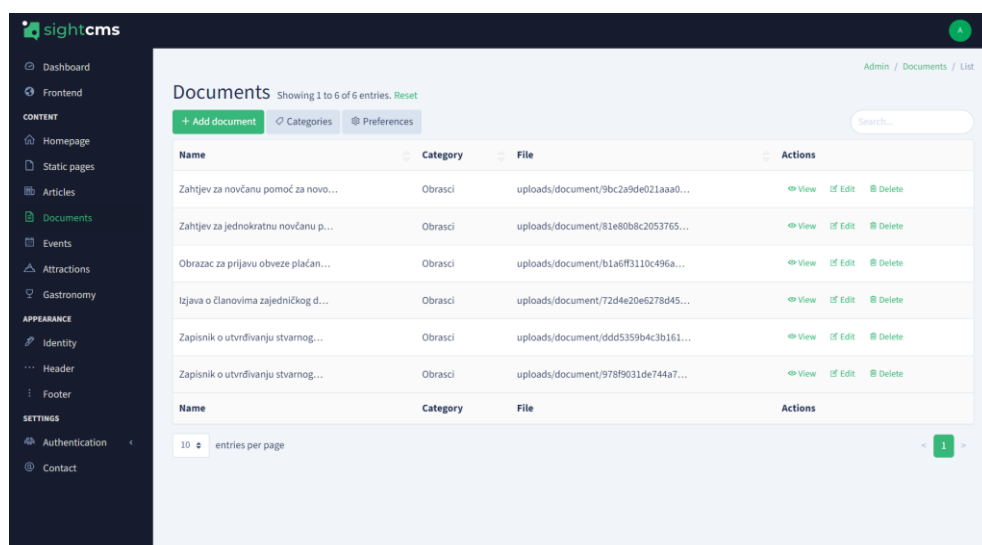 sightcms
A
Dashboard
Frontend
CONTENT
Homepage
Static pages
Articles
Documents
Events
Attractions
Gastronomy
APPEARANCE
Identity
Header
Footer
SETTINGS
Authentication
Contact
Admin / Documents / List
Documents Showing 1 to 6 of 6 entries. Reset
+ Add document Categories Preferences Search...
Name Category File Actions
Zahtjev za novčanu pomoć za novo... Obrasci uploads/document/9bc2a9de021aaa0... View Edit Delete
Zahtjev za jednokratnu novčanu p... Obrasci uploads/document/81e80b8c2053765... View Edit Delete
Obrazac za prijavu obveze plaćan... Obrasci uploads/document/b1a6ff3110c496a... View Edit Delete
Izjava o članovima zajedničkog d... Obrasci uploads/document/72d4e20e6278d45... View Edit Delete
Zapisnik o utvrđivanju stvarnog... Obrasci uploads/document/ddd5359b4c3b161... View Edit Delete
Zapisnik o utvrđivanju stvarnog... Obrasci uploads/document/978f9031de744a7... View Edit Delete
Name Category File Actions
10 entries per page < 1 >